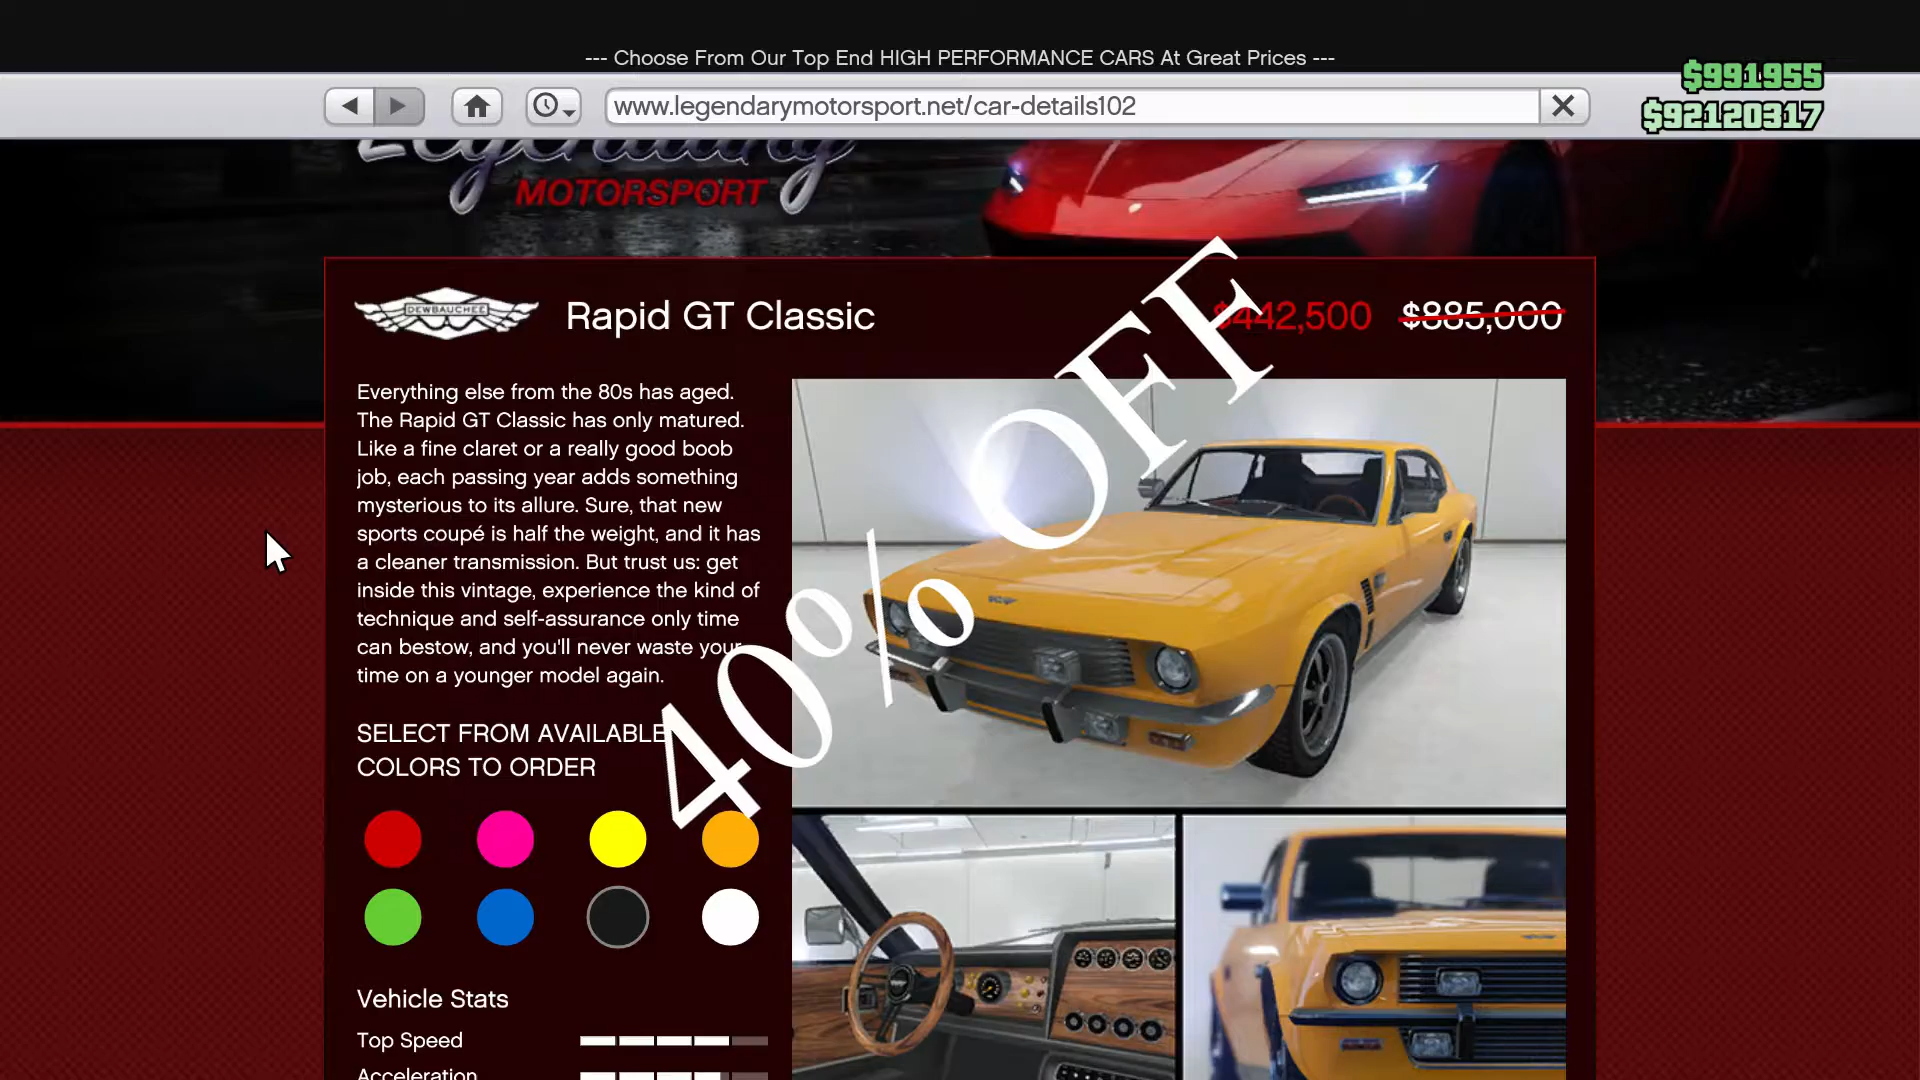 --- Choose From Our Top End HIGH PERFORMANCE CARS At Great Prices ---
$991955
www.legendarymotorsport.net/car-details102
$92120317
Legendary
MOTORSPORT
DEWBAUCHEE
Rapid GT Classic
$442,500 $885,000
Everything else from the 80s has aged.
The Rapid GT Classic has only matured.
Like a fine claret or a really good boob
job, each passing year adds something
mysterious to its allure. Sure, that new
sports coupé is half the weight, and it has
a cleaner transmission. But trust us: get
inside this vintage, experience the kind of
technique and self-assurance only time
can bestow, and you'll never waste your
time on a younger model again.
40% OFF
SELECT FROM AVAILABLE
COLORS TO ORDER
Vehicle Stats
Top Speed
Acceleration